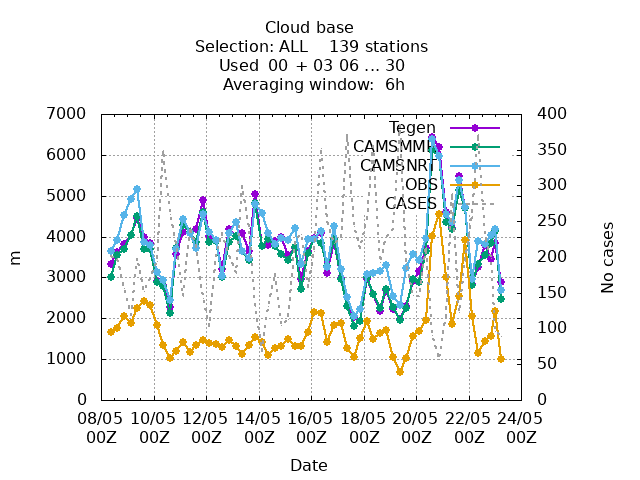 Cloud base
Selection: ALL    139 stations
Used  00 + 03 06 ... 30
Averaging window:  6h
7000
6000
5000
4000
3000
2000
1000
0
m
400
350
300
250
200
150
100
50
0
No cases
Tegen
CAMSMMR
CAMSNRT
OBS
CASES
08/05 10/05 12/05 14/05 16/05 18/05 20/05 22/05 24/05
00Z 00Z 00Z 00Z 00Z 00Z 00Z 00Z 00Z
Date